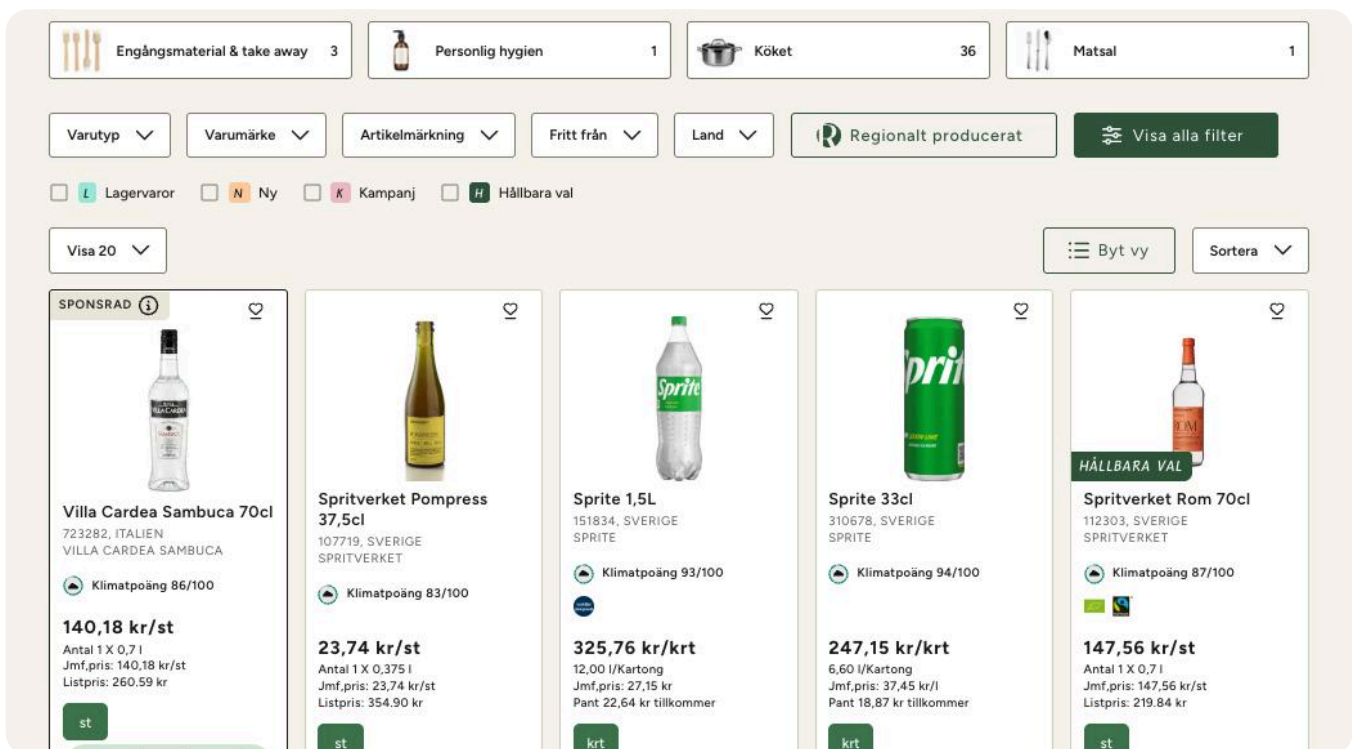 Engångsmaterial & take away 3
Personlig hygien 1
Köket 36
Matsal 1
Varutyp
Varumärke
Artikelmärkning
Fritt från
Land
Regionalt producerat
Visa alla filter
L Lagervaror
N Ny
K Kampanj
H Hållbara val
Visa 20
Byt vy
Sortera
SPONSRAD
VILLA CARDEA
Villa Cardea Sambuca 70cl
723282, ITALIEN
VILLA CARDEA SAMBUCA
Klimatpoäng 86/100
140,18 kr/st
Antal 1 X 0,7 l
Jmf,pris: 140,18 kr/st
Listpris: 260.59 kr
st
Spritverket Pompress
37,5cl
107719, SVERIGE
SPRITVERKET
Klimatpoäng 83/100
23,74 kr/st
Antal 1 X 0,375 l
Jmf,pris: 23,74 kr/st
Listpris: 354.90 kr
st
Sprite
Sprite 1,5L
151834, SVERIGE
SPRITE
Klimatpoäng 93/100
325,76 kr/krt
12,00 l/Kartong
Jmf,pris: 27,15 kr
Pant 22,64 kr tillkommer
krt
Sprit
Sprite 33cl
310678, SVERIGE
SPRITE
Klimatpoäng 94/100
247,15 kr/krt
6,60 l/Kartong
Jmf,pris: 37,45 kr/l
Pant 18,87 kr tillkommer
krt
ROM
HÅLLBARA VAL
Spritverket Rom 70cl
112303, SVERIGE
SPRITVERKET
Klimatpoäng 87/100
147,56 kr/st
Antal 1 X 0,7 l
Jmf,pris: 147,56 kr/st
Listpris: 219.84 kr
st